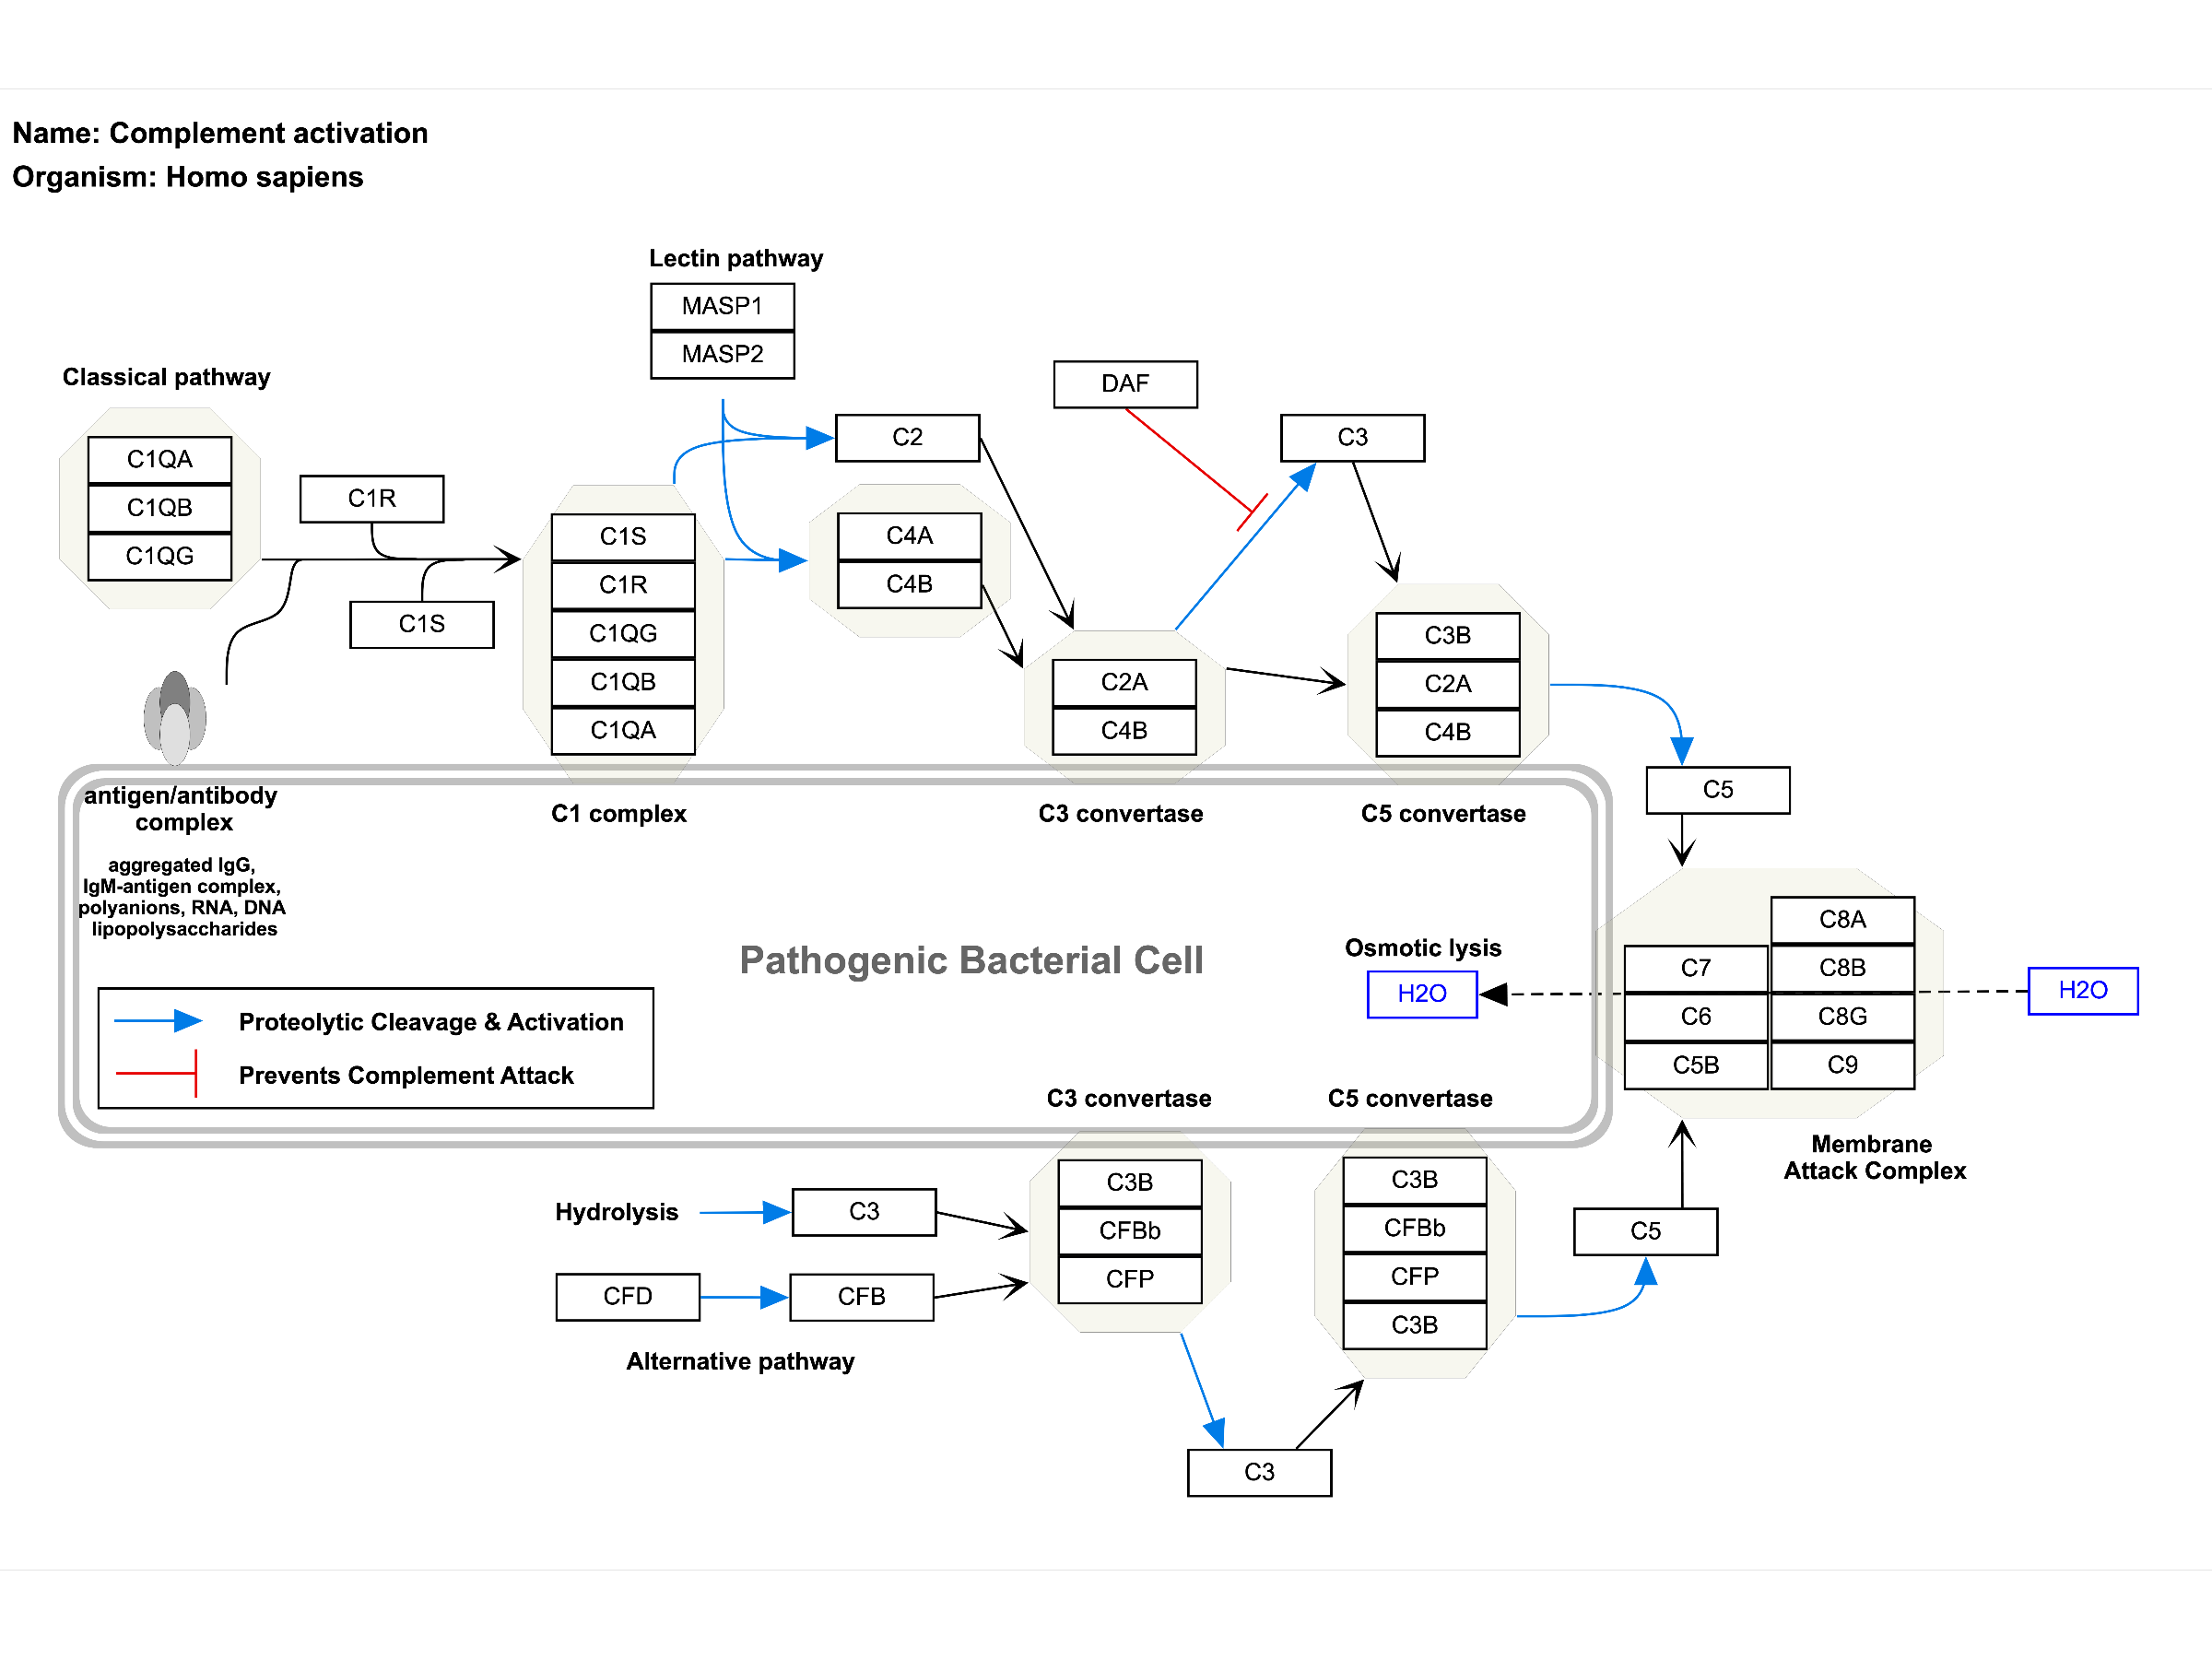 Name: Complement activation
Organism: Homo sapiens
Lectin pathway
MASP1
MASP2
Classical pathway
C1QA
C1QB
C1QG
C1R
C1S
C1S
C1R
C1QG
C1QB
C1QA
C1 complex
C2
C4A
C4B
DAF
C3
C2A
C4B
C3 convertase
C3B
C2A
C4B
C5 convertase
C5
antigen/antibody
complex
aggregated IgG,
IgM-antigen complex,
polyanions, RNA, DNA
lipopolysaccharides
Pathogenic Bacterial Cell
Osmotic lysis
H2O
C7
C6
C5B
C8A
C8B
C8G
C9
H2O
Membrane
Attack Complex
Proteolytic Cleavage & Activation
Prevents Complement Attack
C3 convertase
C5 convertase
Hydrolysis
C3
CFD
CFB
Alternative pathway
C3B
CFBb
CFP
C3B
CFBb
CFP
C3B
C5
C3